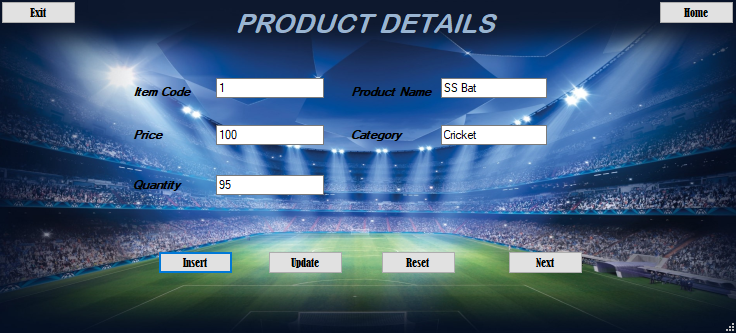 Exit
PRODUCT DETAILS
Home
Item Code 1 Product Name SS Bat
Price 100 Category Cricket
Quantity 95
Insert Update Reset Next